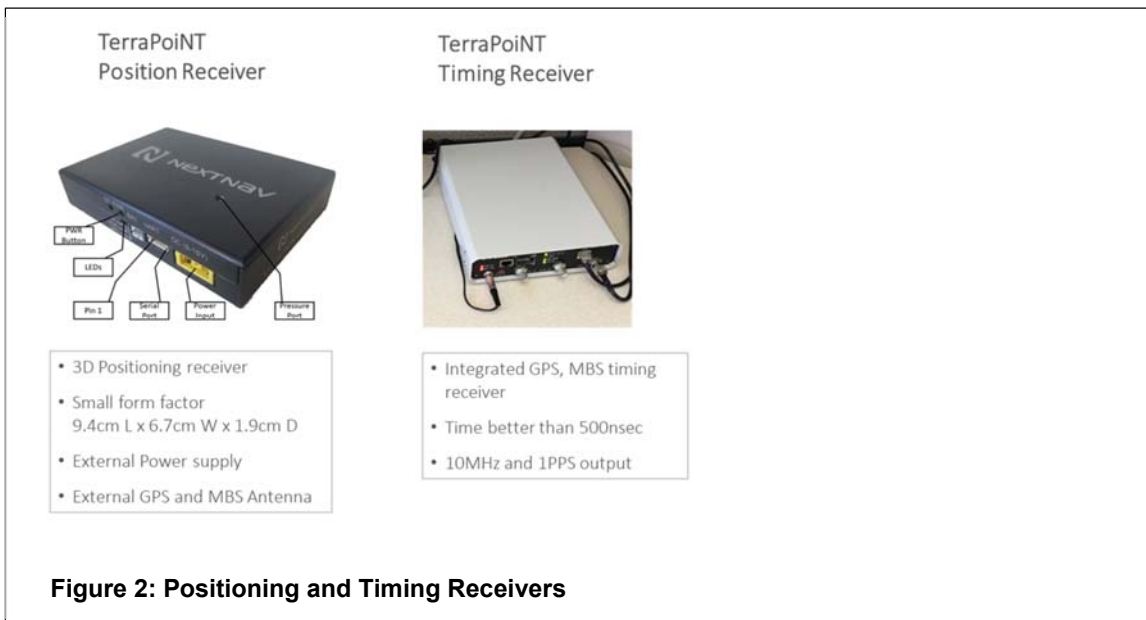 TerraPoiNT
Position Receiver
TerraPoiNT
Timing Receiver
NEXTNAV
PWR
Button
LEDs
Pin 1
Serial
Port
Power
Input
Pressure
Port
• 3D Positioning receiver
• Small form factor
9.4cm L x 6.7cm W x 1.9cm D
• External Power supply
• External GPS and MBS Antenna
• Integrated GPS, MBS timing
receiver
• Time better than 500nsec
• 10MHz and 1PPS output
Figure 2: Positioning and Timing Receivers